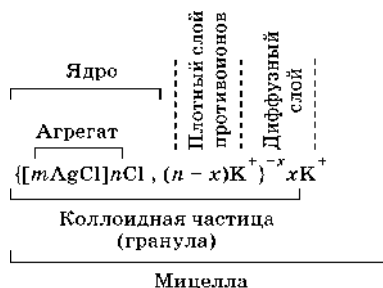 Ядро
Плотный слой
противоионов
Диффузный
слой
Агрегат
{[mAgCl]nCl , (n – x)K⁺}⁻ˣ xK⁺
Коллоидная частица
(гранула)
Мицелла